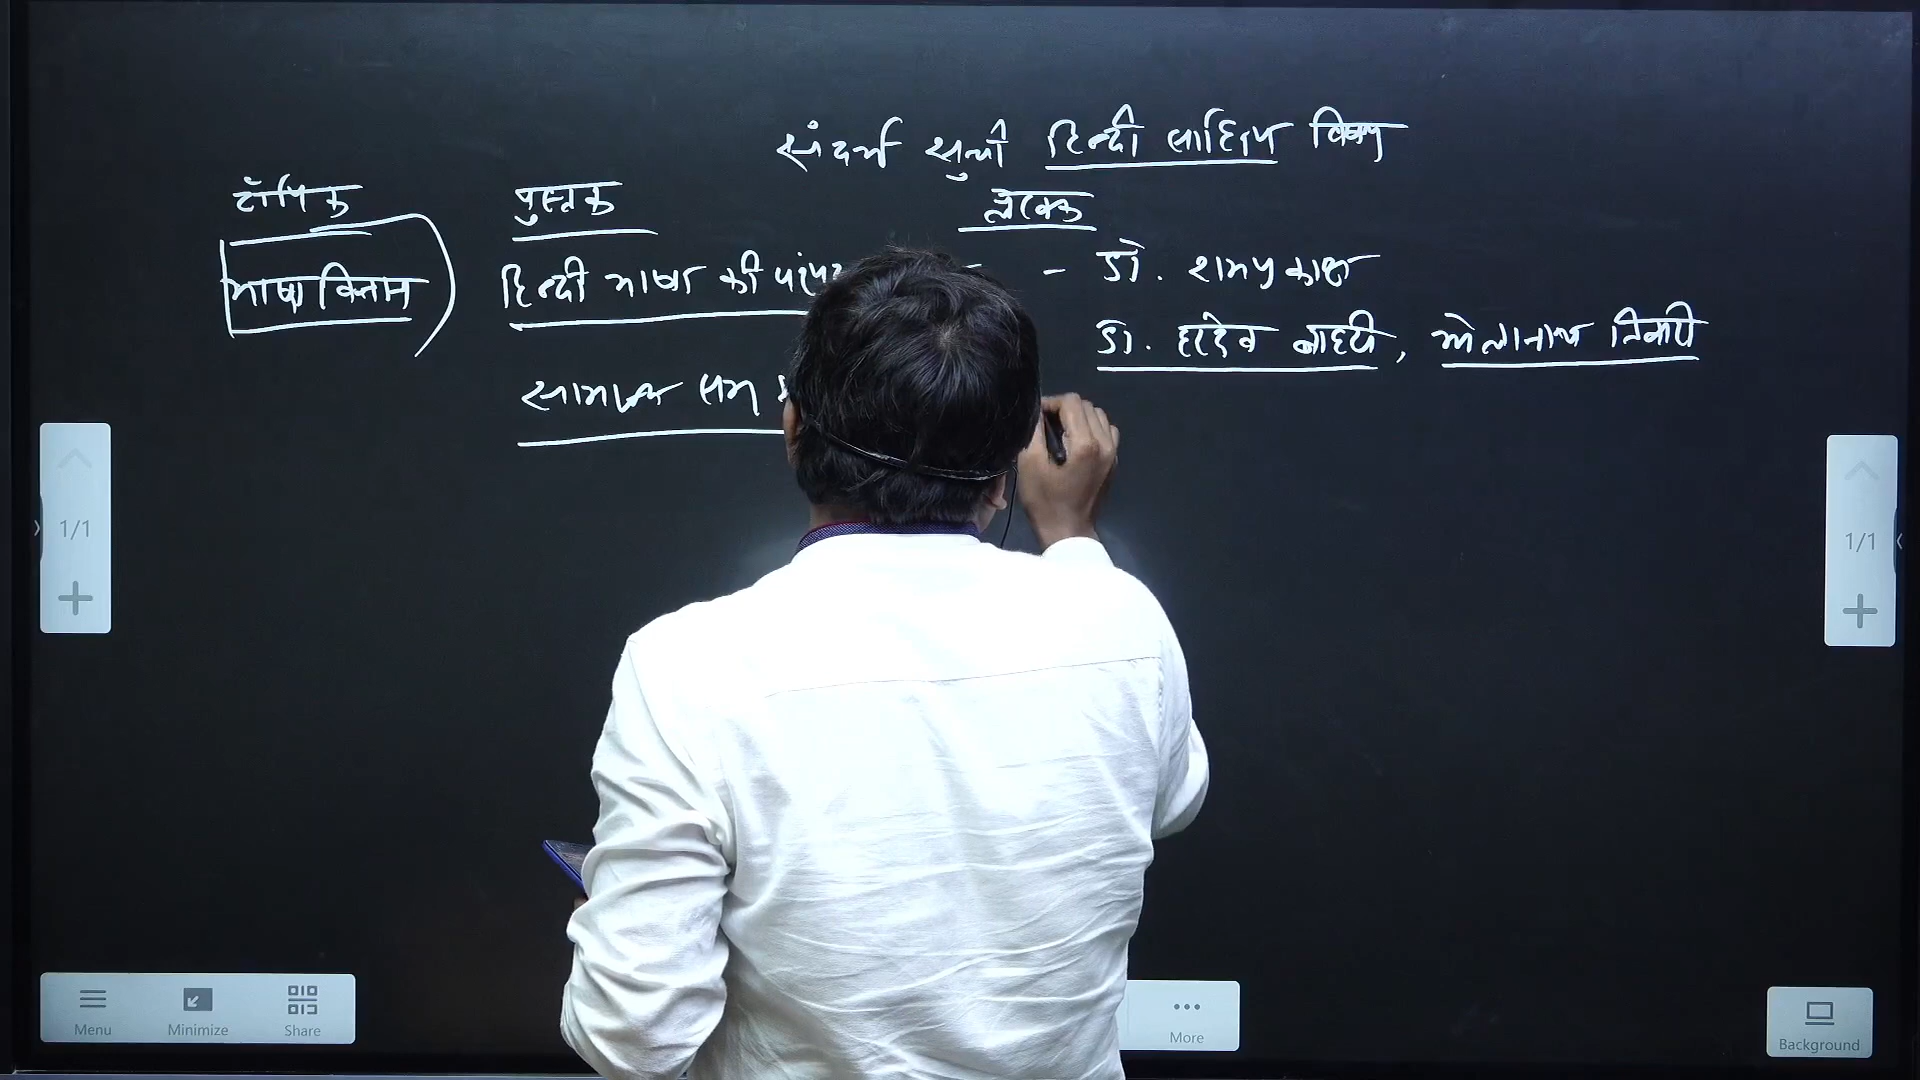 संदर्भ सुची हिन्दी साहित्य विषय
टॉपिक पुस्तक लेखक
भाषा विज्ञान हिन्दी भाषा की - डॉ. रामप्रकाश
डॉ. हरदेव बाहरी, भोलानाथ तिवारी
सामान्य
1/1
1/1
Menu Minimize Share More Background